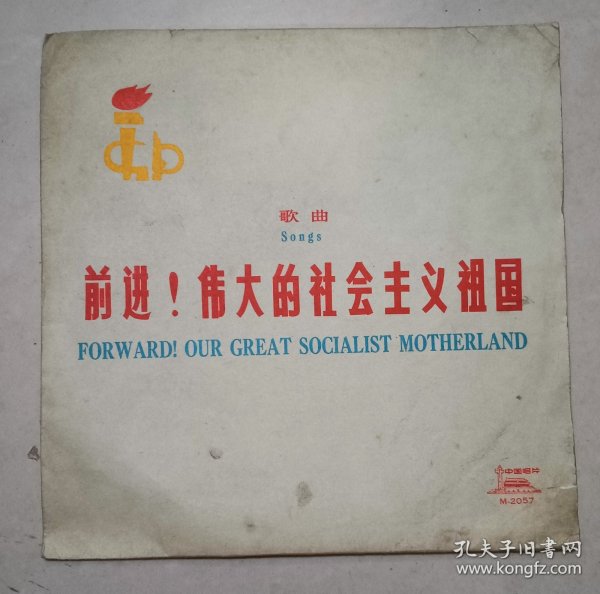 歌曲
Songs
前进！伟大的社会主义祖国
FORWARD! OUR GREAT SOCIALIST MOTHERLAND
中国唱片
M-2057
孔夫子旧书网
www.kongfz.com